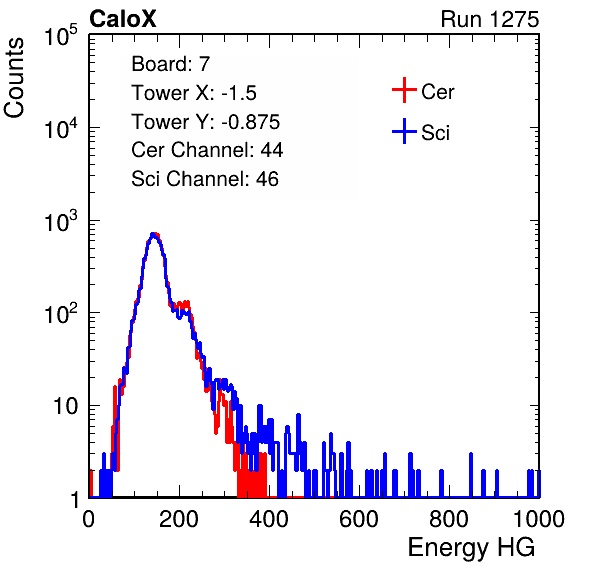 CaloX Run 1275
Counts
Board: 7
Tower X: -1.5
Tower Y: -0.875
Cer Channel: 44
Sci Channel: 46
Cer
Sci
10^5
10^4
10^3
10^2
10
1
0 200 400 600 800 1000
Energy HG